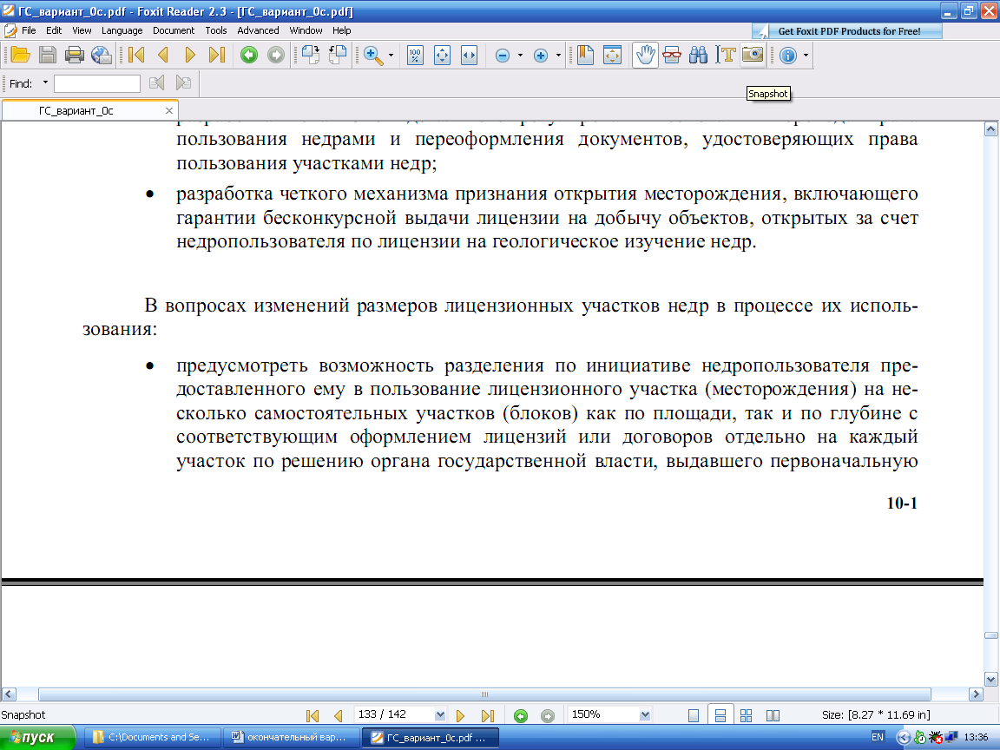 ГС_вариант_0с.pdf - Foxit Reader 2.3 - [ГС_вариант_0с.pdf]
File Edit View Language Document Tools Advanced Window Help
Get Foxit PDF Products for Free!
Find:
Snapshot
ГС_вариант_0с
пользования недрами и переоформления документов, удостоверяющих права
пользования участками недр;
• разработка четкого механизма признания открытия месторождения, включающего
гарантии бесконкурсной выдачи лицензии на добычу объектов, открытых за счет
недропользователя по лицензии на геологическое изучение недр.
В вопросах изменений размеров лицензионных участков недр в процессе их исполь-
зования:
• предусмотреть возможность разделения по инициативе недропользователя пре-
доставленного ему в пользование лицензионного участка (месторождения) на не-
сколько самостоятельных участков (блоков) как по площади, так и по глубине с
соответствующим оформлением лицензий или договоров отдельно на каждый
участок по решению органа государственной власти, выдавшего первоначальную
10-1
Snapshot
133 / 142
150%
Size: [8.27 * 11.69 in]
пуск
C:\Documents and Se...
окончательный вар...
ГС_вариант_0с.pdf ...
EN
13:36